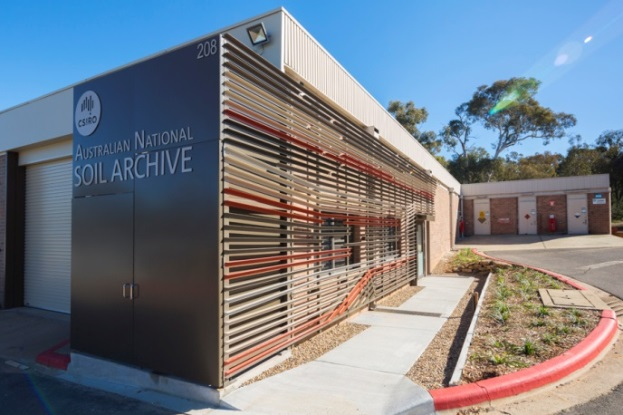 208
CSIRO
AUSTRALIAN NATIONAL
SOIL ARCHIVE